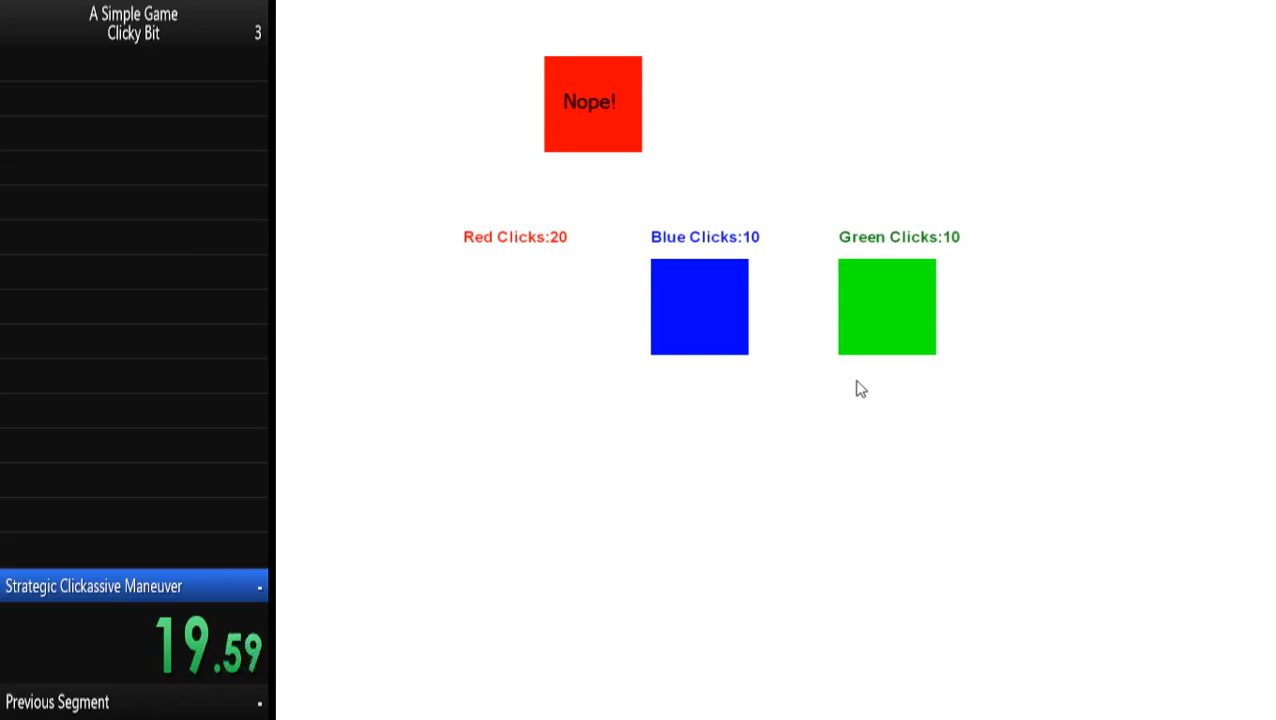 A Simple Game
Clicky Bit 3
Strategic Clickassive Maneuver -
19.59
Previous Segment -
Nope!
Red Clicks:20 Blue Clicks:10 Green Clicks:10